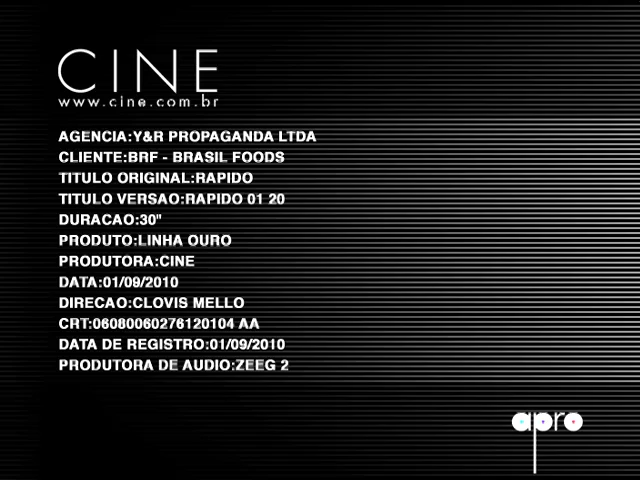 CINE
www.cine.com.br
AGENCIA:Y&R PROPAGANDA LTDA
CLIENTE:BRF - BRASIL FOODS
TITULO ORIGINAL:RAPIDO
TITULO VERSAO:RAPIDO 01 20
DURACAO:30"
PRODUTO:LINHA OURO
PRODUTORA:CINE
DATA:01/09/2010
DIRECAO:CLOVIS MELLO
CRT:06080060276120104 AA
DATA DE REGISTRO:01/09/2010
PRODUTORA DE AUDIO:ZEEG 2
apro